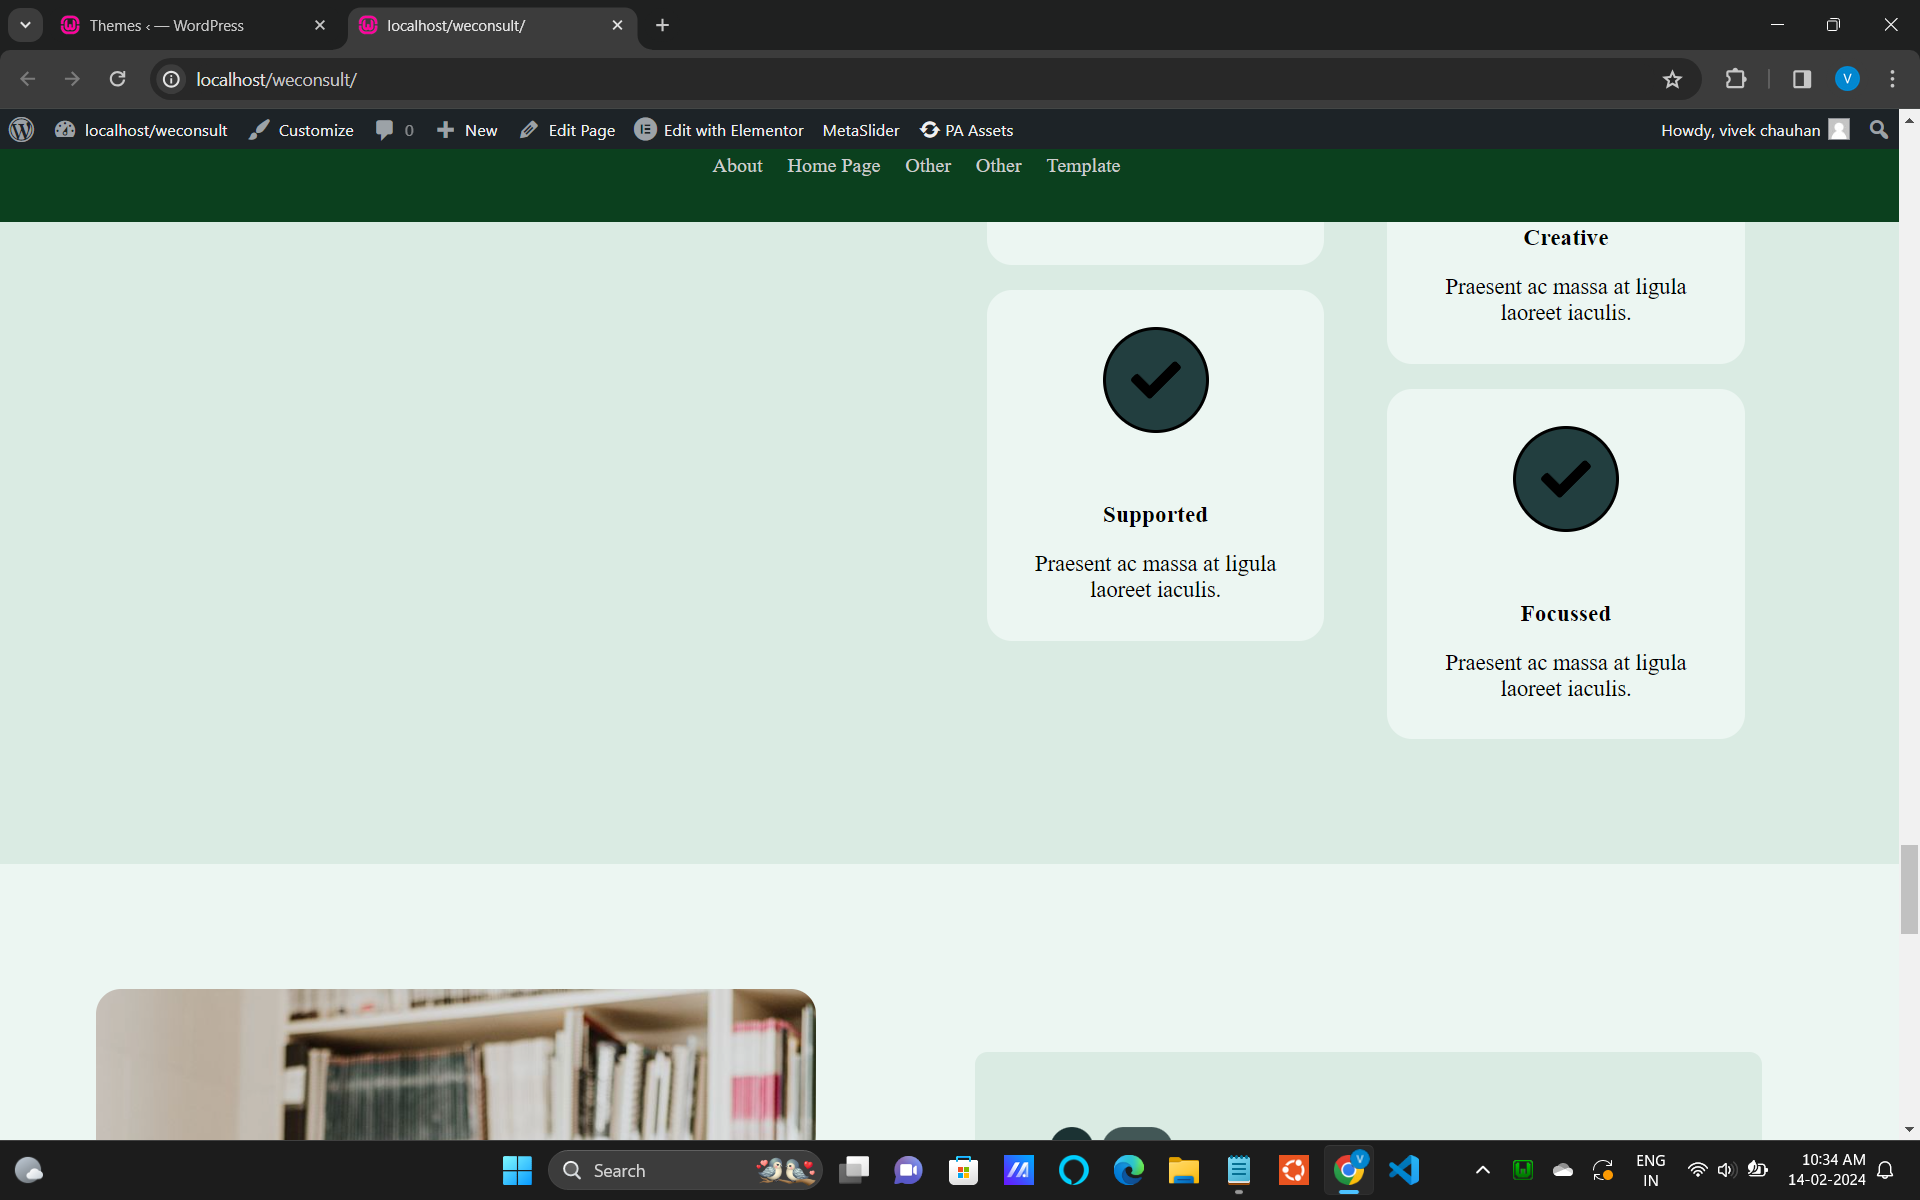 Themes ‹ — WordPress
localhost/weconsult/
localhost/weconsult/
localhost/weconsult
Customize
0
New
Edit Page
Edit with Elementor
MetaSlider
PA Assets
Howdy, vivek chauhan
V
About
Home Page
Other
Other
Template
Creative
Praesent ac massa at ligula
laoreet iaculis.
Supported
Praesent ac massa at ligula
laoreet iaculis.
Focussed
Praesent ac massa at ligula
laoreet iaculis.
Search
V
ENG
IN
10:34 AM
14-02-2024